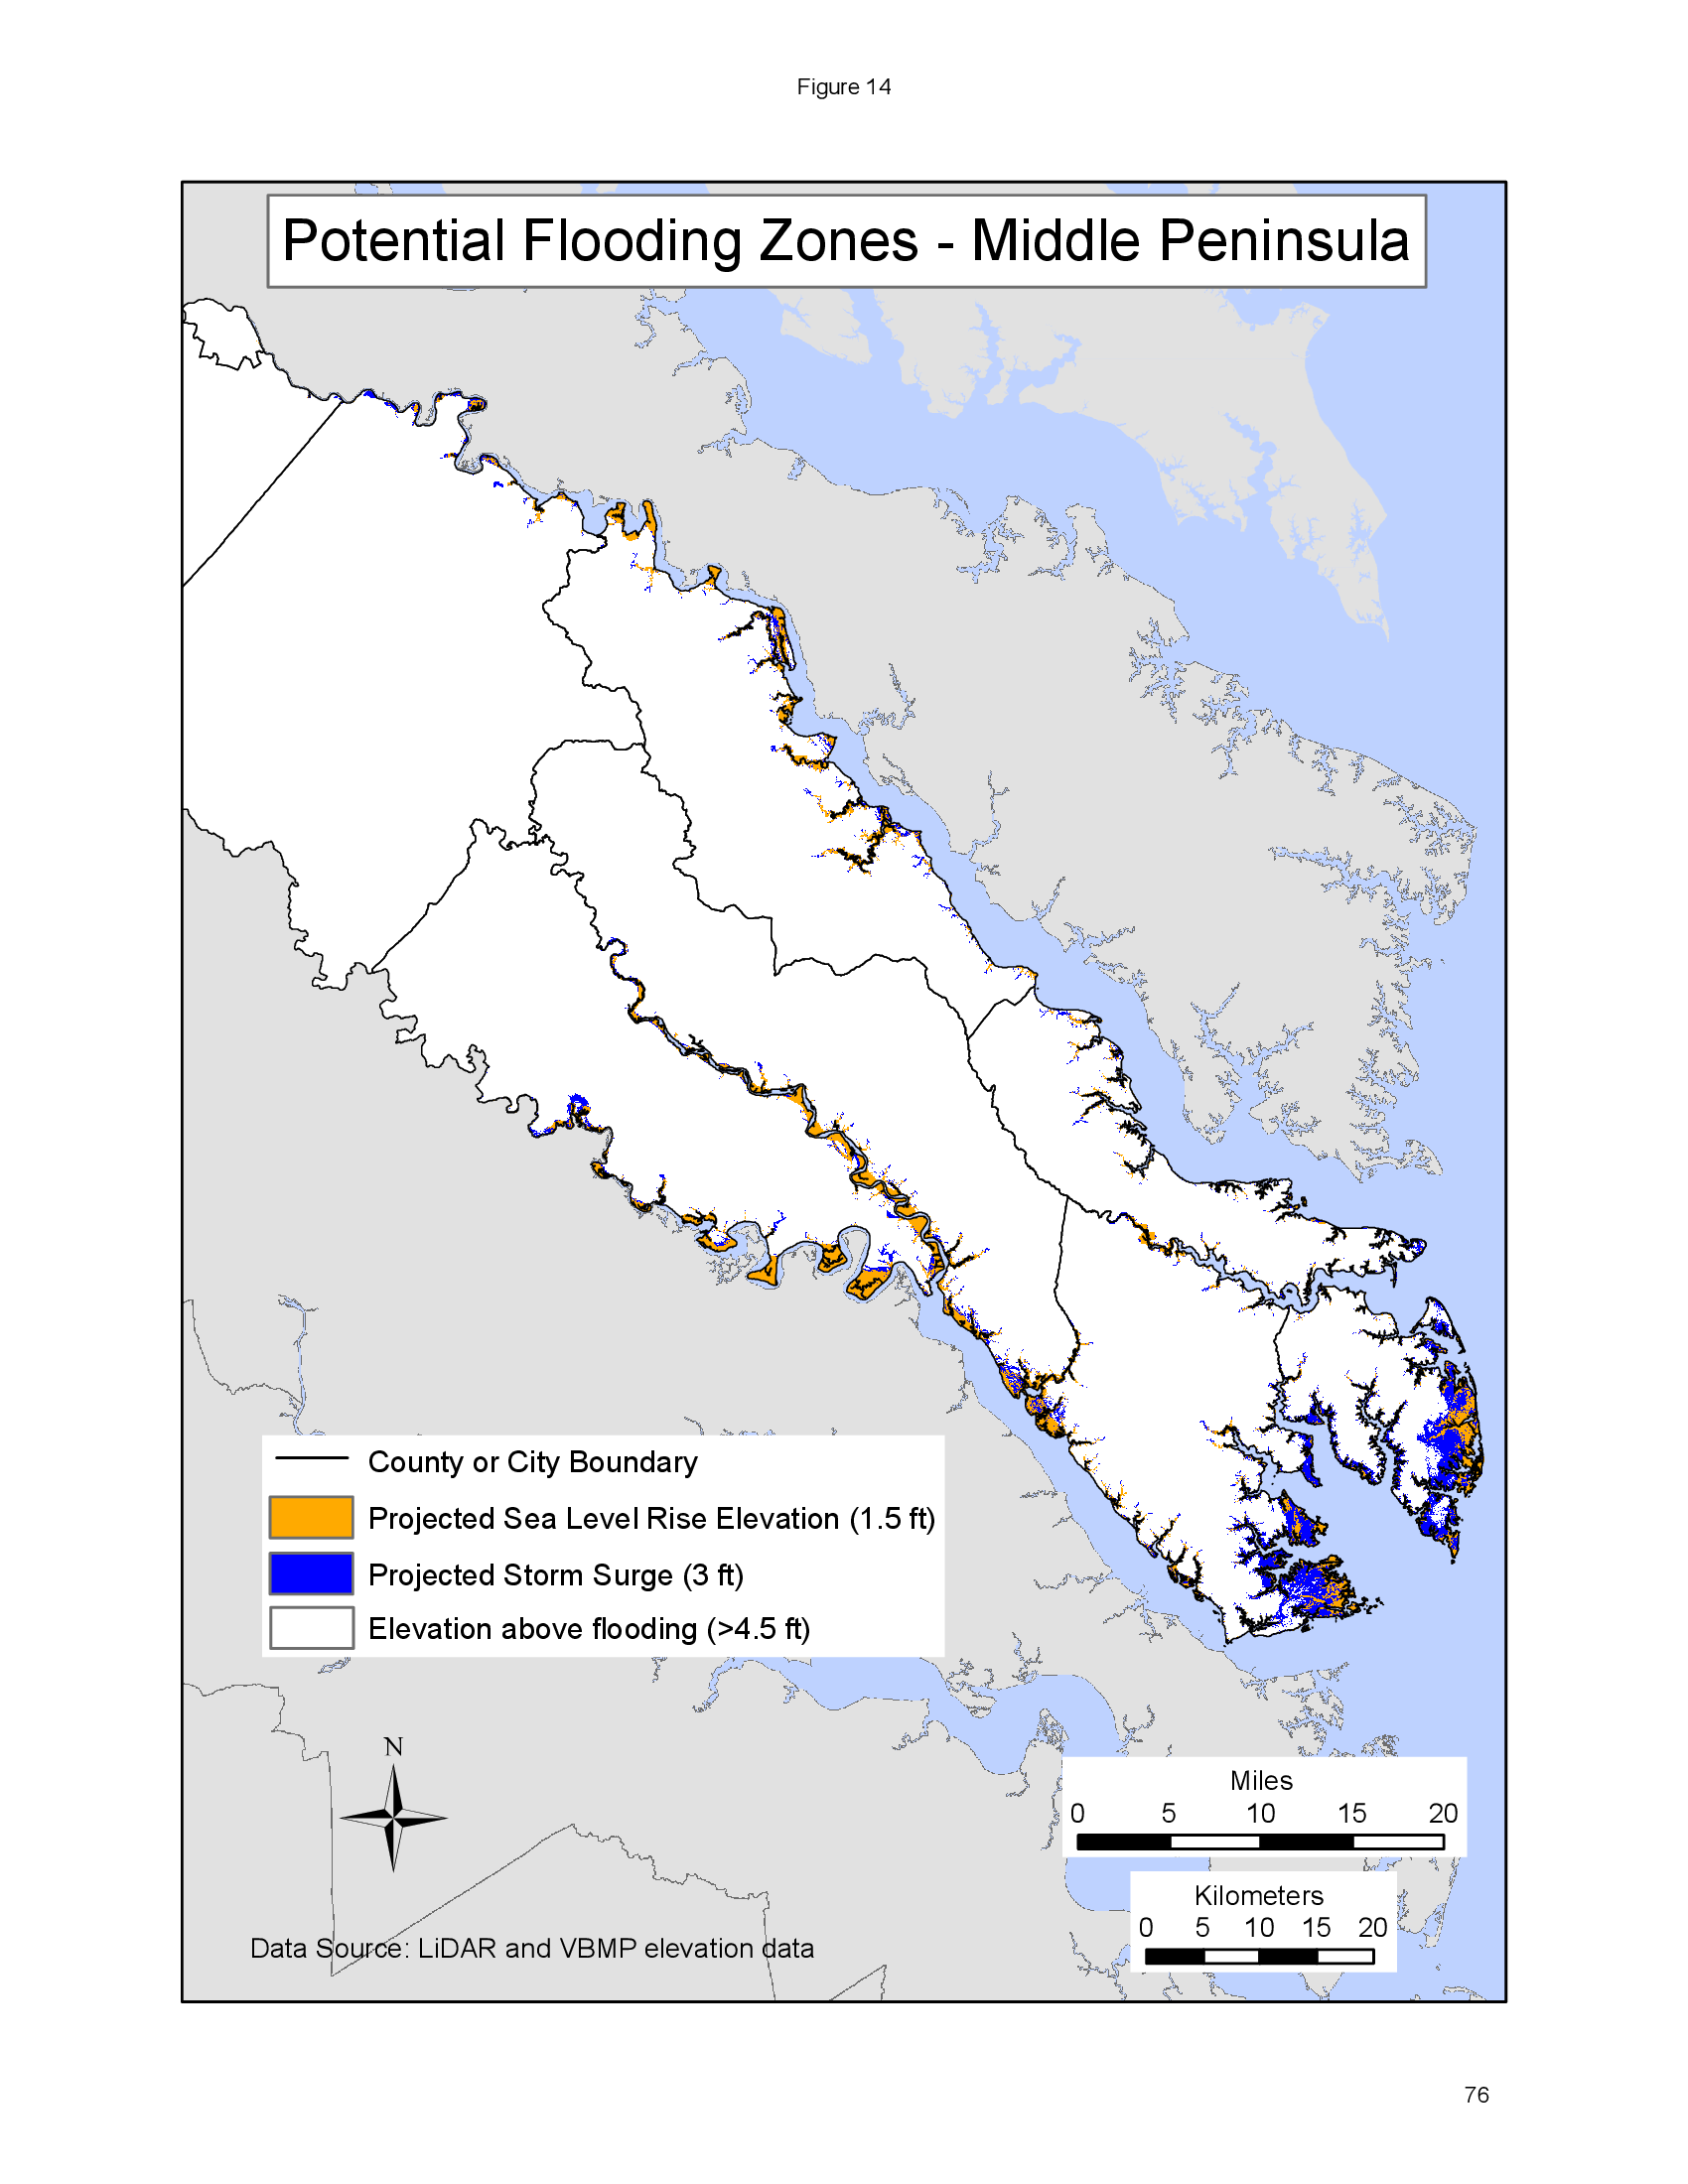 Figure 14
Potential Flooding Zones - Middle Peninsula
County or City Boundary
Projected Sea Level Rise Elevation (1.5 ft)
Projected Storm Surge (3 ft)
Elevation above flooding (>4.5 ft)
N
Miles
0 5 10 15 20
Kilometers
0 5 10 15 20
Data Source: LiDAR and VBMP elevation data
76